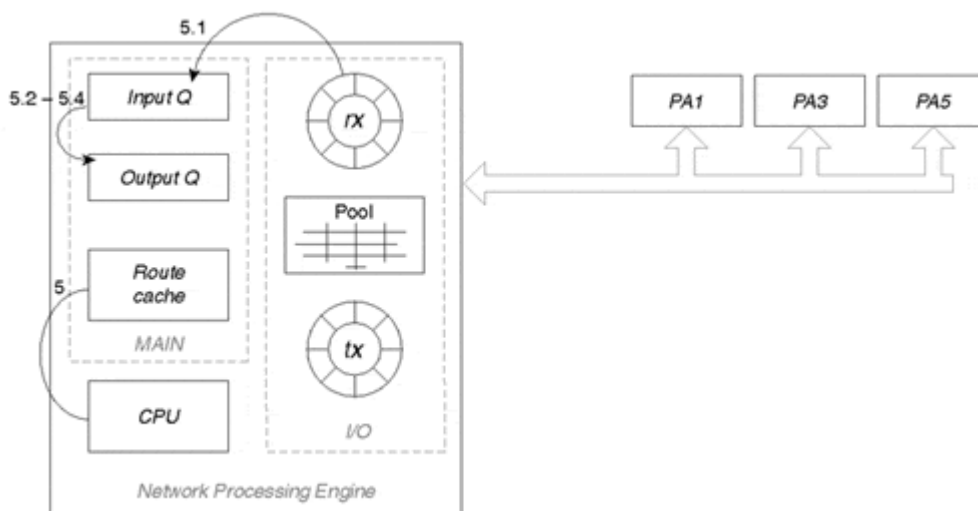 5.1
5.2 – 5.4
Input Q
rx
PA1
PA3
PA5
Output Q
Pool
Route
cache
5
MAIN
tx
CPU
I/O
Network Processing Engine